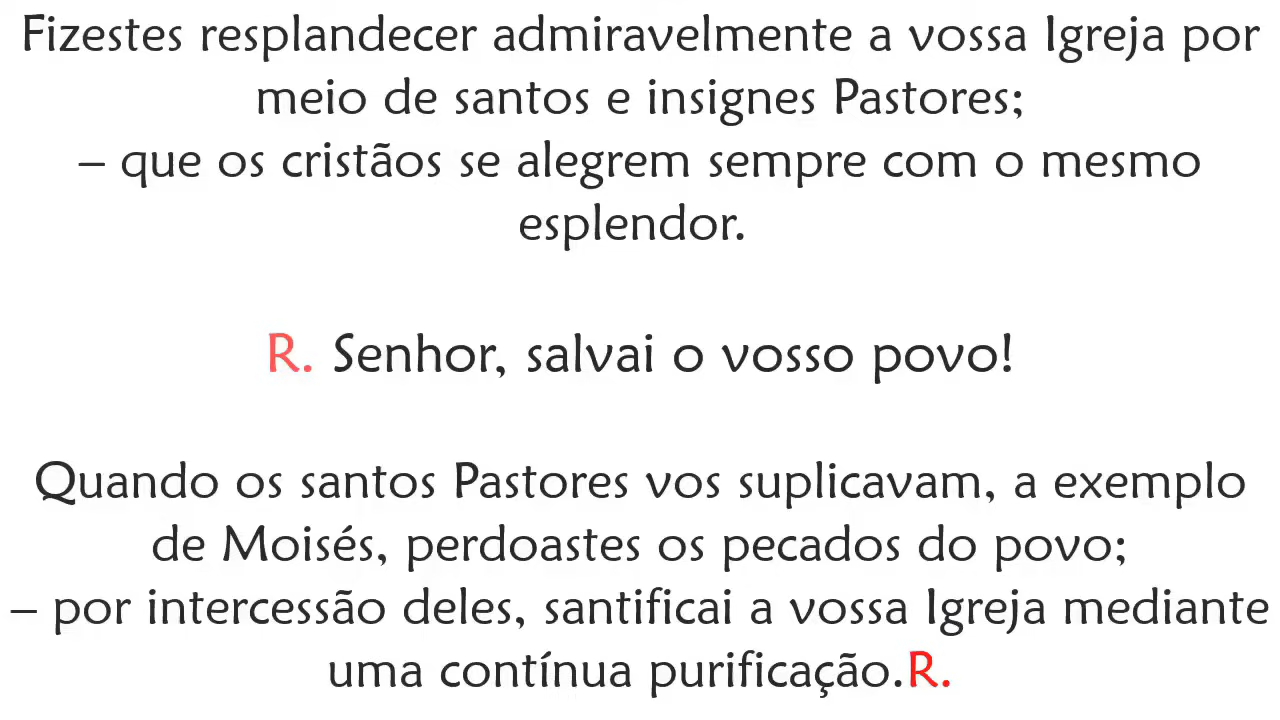 Fizestes resplandecer admiravelmente a vossa Igreja por
meio de santos e insignes Pastores;
– que os cristãos se alegrem sempre com o mesmo
esplendor.
R. Senhor, salvai o vosso povo!
Quando os santos Pastores vos suplicavam, a exemplo
de Moisés, perdoastes os pecados do povo;
– por intercessão deles, santificai a vossa Igreja mediante
uma contínua purificação.R.